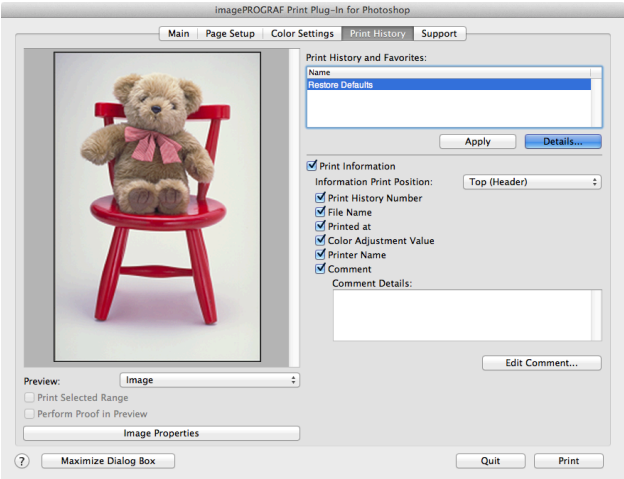 imagePROGRAF Print Plug-In for Photoshop
Main Page Setup Color Settings Print History Support
Print History and Favorites:
Name
Restore Defaults
Apply Details...
Print Information
Information Print Position: Top (Header)
Print History Number
File Name
Printed at
Color Adjustment Value
Printer Name
Comment
Comment Details:
Edit Comment...
Preview: Image
Print Selected Range
Perform Proof in Preview
Image Properties
? Maximize Dialog Box Quit Print